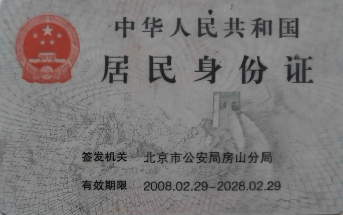 中华人民共和国
居民身份证
签发机关 北京市公安局房山分局
有效期限 2008.02.29-2028.02.29